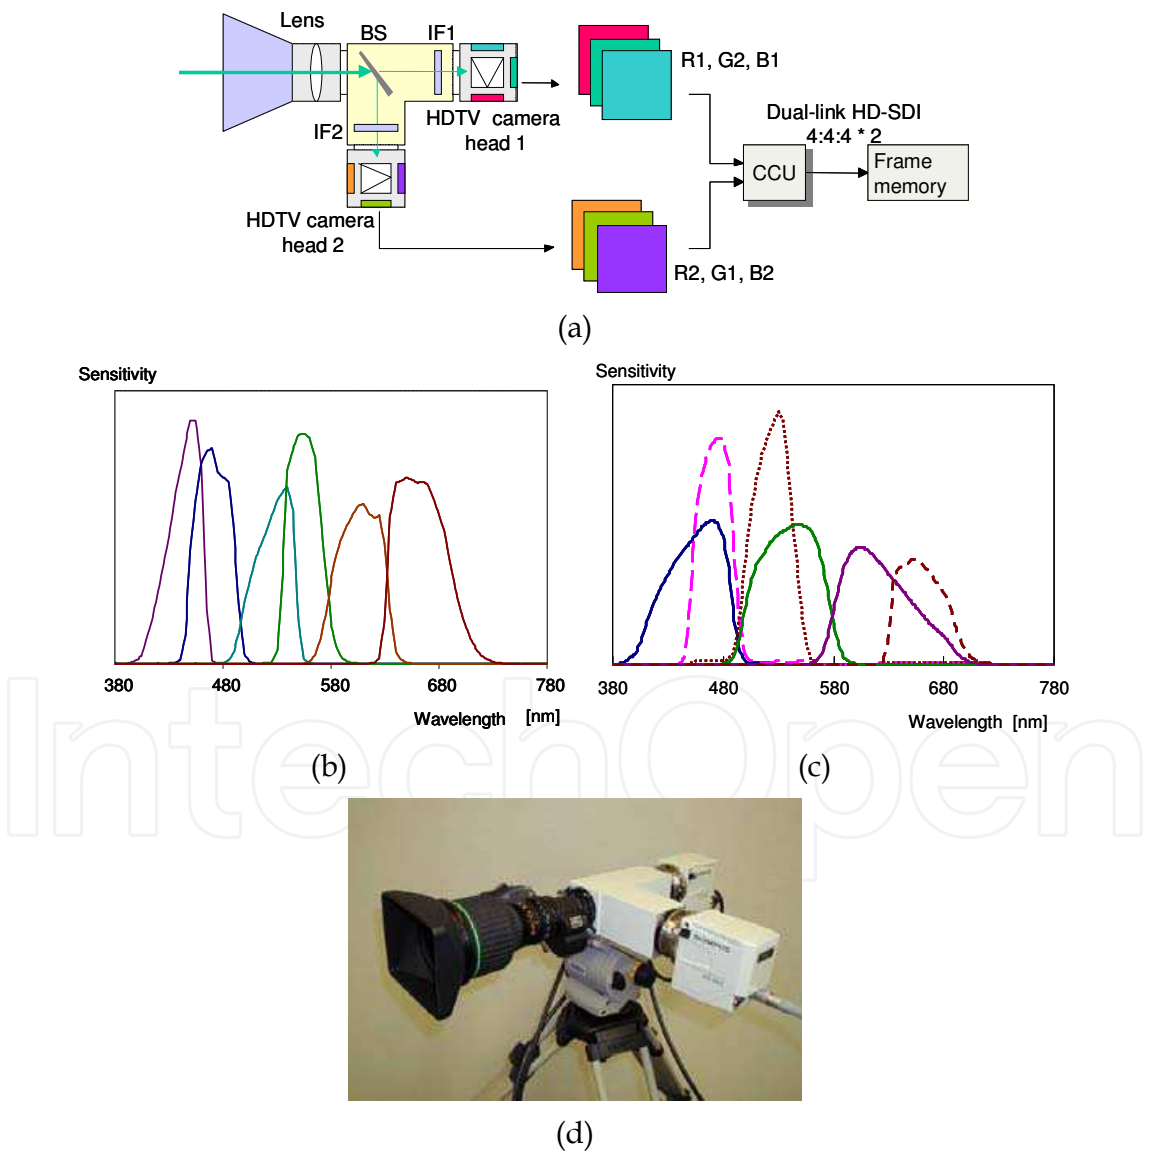 Lens
BS
IF1
R1, G2, B1
HDTV camera
head 1
IF2
Dual-link HD-SDI
4:4:4 * 2
CCU
Frame
memory
HDTV camera
head 2
R2, G1, B2
(a)
Sensitivity
380 480 580 680 780
Wavelength [nm]
(b)
Sensitivity
380 480 580 680 780
Wavelength [nm]
(c)
IntechOpen
OLYMPUS
(d)